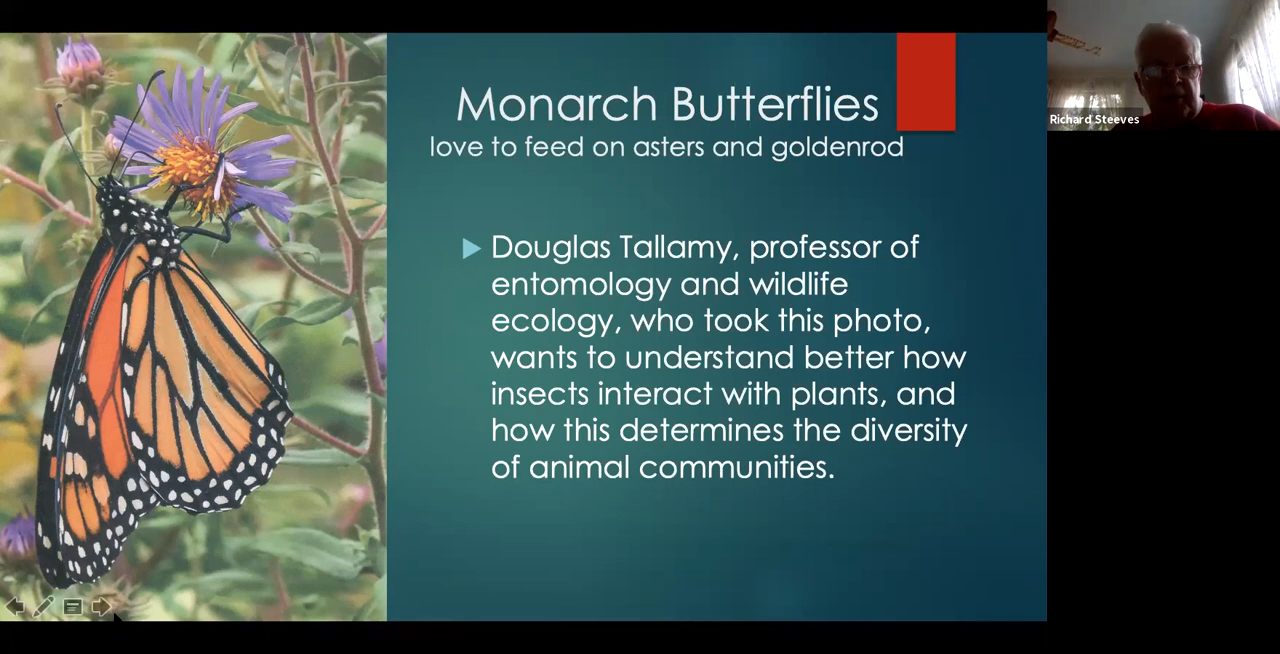 Monarch Butterflies
love to feed on asters and goldenrod
Douglas Tallamy, professor of
entomology and wildlife
ecology, who took this photo,
wants to understand better how
insects interact with plants, and
how this determines the diversity
of animal communities.
Richard Steeves